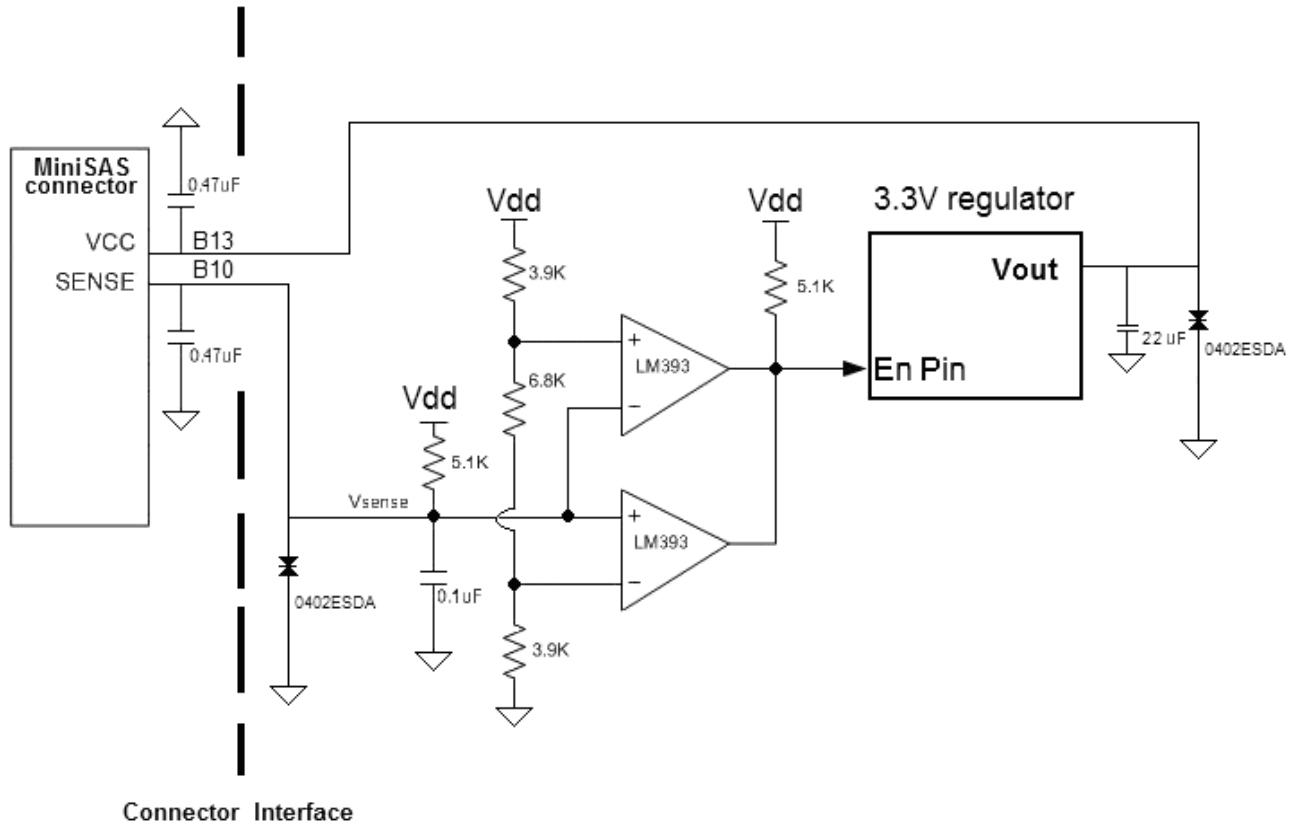 MiniSAS
connector
0.47uF
VCC
B13
SENSE
B10
0.47uF
Vdd
3.9K
6.8K
Vdd
5.1K
Vsense
0402ESDA
0.1uF
3.9K
+
LM393
−
+
LM393
−
Vdd
5.1K
3.3V regulator
Vout
En Pin
22 uF
0402ESDA
Connector Interface